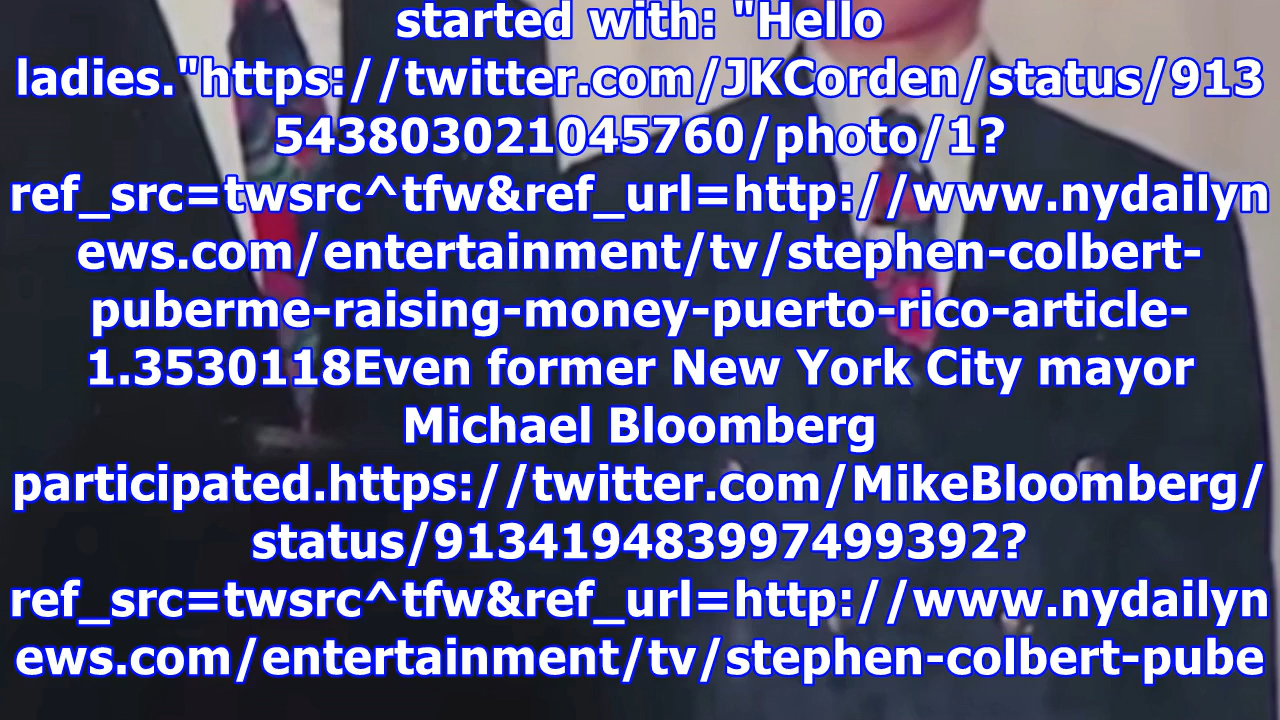 started with: "Hello
ladies."https://twitter.com/JKCorden/status/913
543803021045760/photo/1?
ref_src=twsrc^tfw&ref_url=http://www.nydailyn
ews.com/entertainment/tv/stephen-colbert-
puberme-raising-money-puerto-rico-article-
1.3530118Even former New York City mayor
Michael Bloomberg
participated.https://twitter.com/MikeBloomberg/
status/913419483997499392?
ref_src=twsrc^tfw&ref_url=http://www.nydailyn
ews.com/entertainment/tv/stephen-colbert-pube